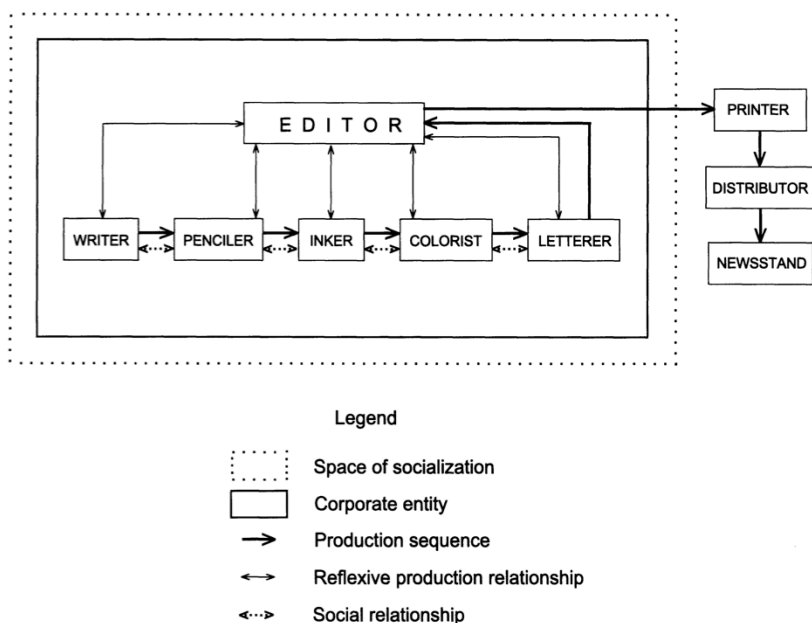 EDITOR
PRINTER
DISTRIBUTOR
NEWSSTAND
WRITER
PENCILER
INKER
COLORIST
LETTERER
Legend
Space of socialization
Corporate entity
Production sequence
Reflexive production relationship
Social relationship